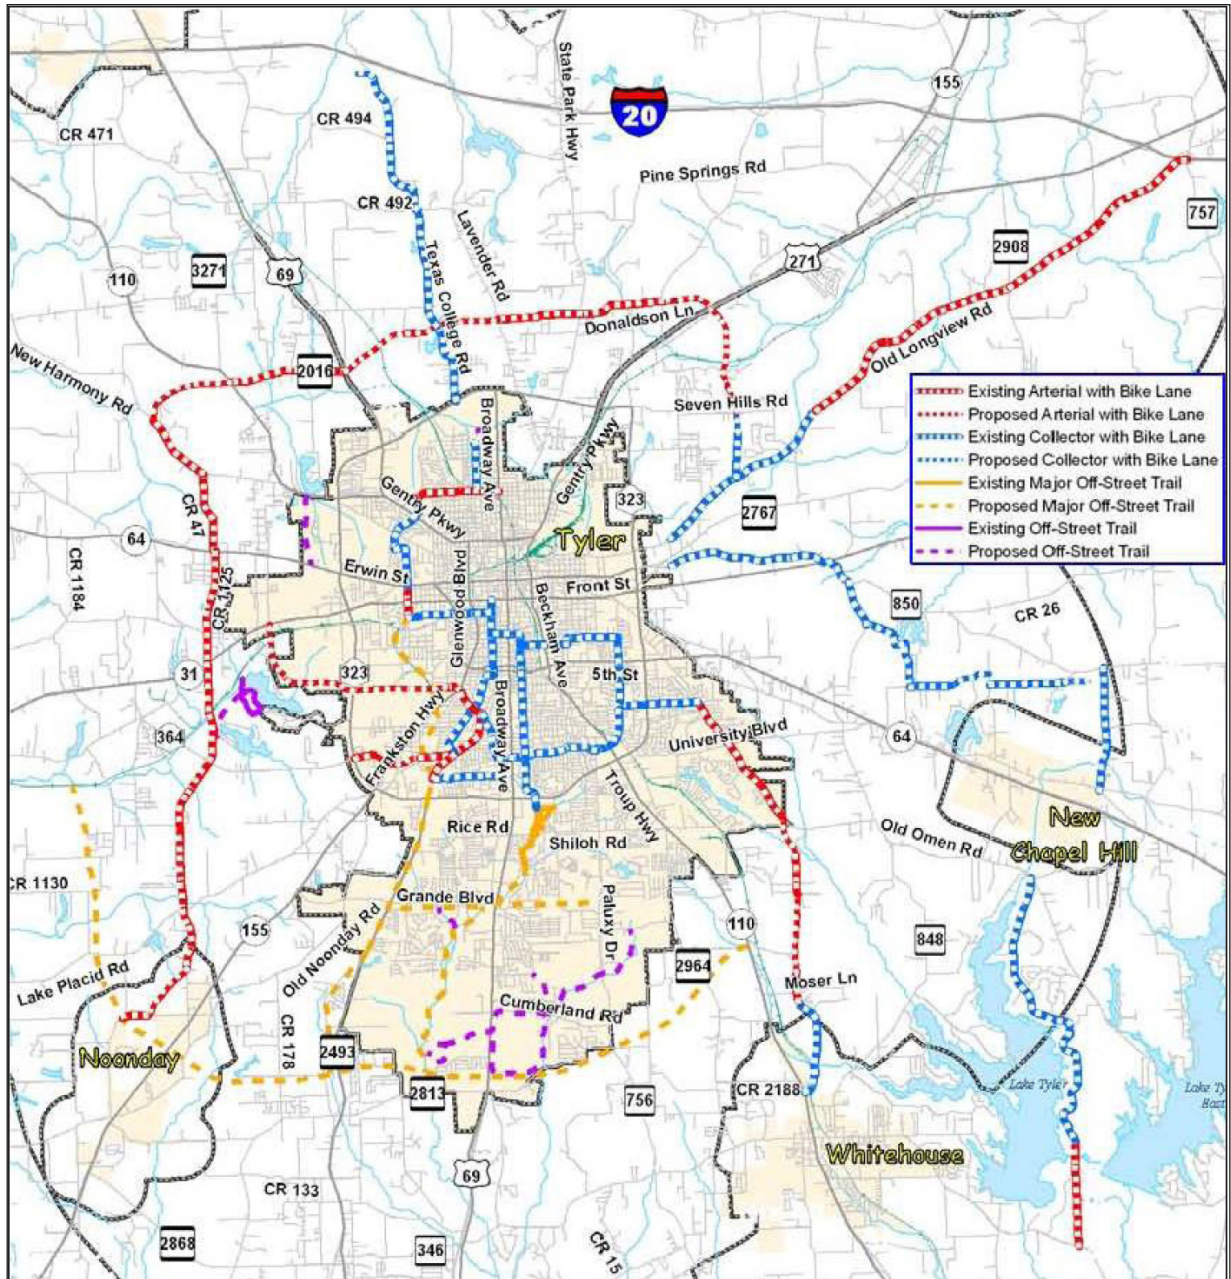 State Park Hwy
20
155
CR 494
CR 471
Pine Springs Rd
CR 492
757
Lavender Rd
2908
3271
69
271
110
Texas College Rd
Donaldson Ln
Old Longview Rd
New Harmony Rd
2016
Existing Arterial with Bike Lane
Proposed Arterial with Bike Lane
Existing Collector with Bike Lane
Proposed Collector with Bike Lane
Existing Major Off-Street Trail
Proposed Major Off-Street Trail
Existing Off-Street Trail
Proposed Off-Street Trail
Seven Hills Rd
Broadway Ave
Gentry Pkwy
Gentry Pkwy
323
2767
CR 47
64
Tyler
CR 1184
CR 1125
Erwin St
Glenwood Blvd
Front St
Beckham Ave
850
CR 26
31
323
5th St
364
Frankston Hwy
Broadway Ave
University Blvd
64
Troup Hwy
New
Chapel Hill
Rice Rd
Shiloh Rd
Old Omen Rd
CR 1130
Grande Blvd
Paluxy Dr
155
Old Noonday Rd
110
848
2964
Lake Placid Rd
Moser Ln
Cumberland Rd
Noonday
CR 178
2493
2813
756
CR 2188
Lake Tyler
Lake Ty
East
Whitehouse
69
CR 133
2868
346
CR 15